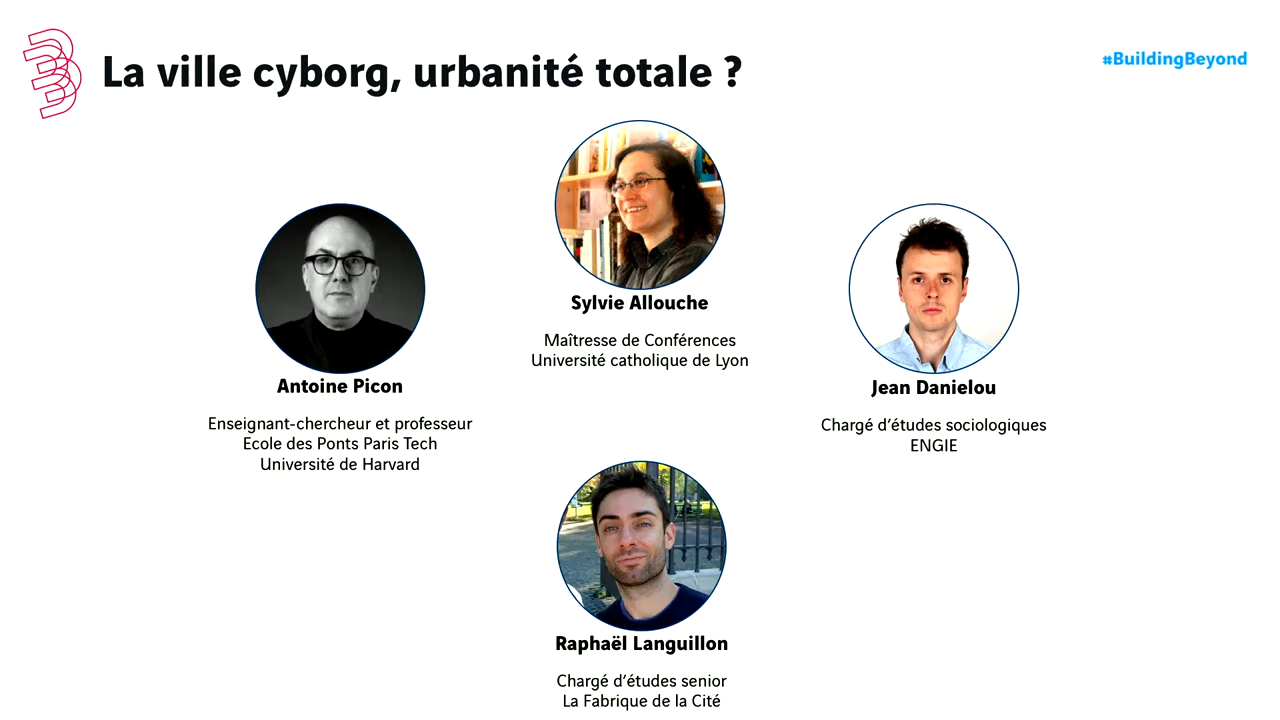 La ville cyborg, urbanité totale ?
#BuildingBeyond
Sylvie Allouche
Maîtresse de Conférences
Université catholique de Lyon
Antoine Picon
Enseignant-chercheur et professeur
Ecole des Ponts Paris Tech
Université de Harvard
Jean Danielou
Chargé d'études sociologiques
ENGIE
Raphaël Languillon
Chargé d'études senior
La Fabrique de la Cité